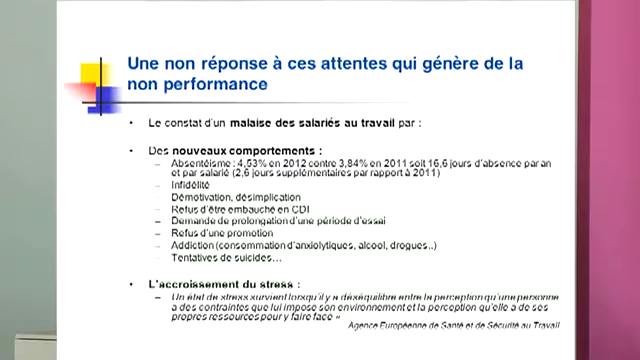 Une non réponse à ces attentes qui génère de la
non performance
• Le constat d'un malaise des salariés au travail par :
• Des nouveaux comportements :
– Absentéisme : 4,53% en 2012 contre 3,84% en 2011 soit 16,6 jours d'absence par an
et par salarié (2,6 jours supplémentaires par rapport à 2011)
– Infidélité
Démotivation, désimplication
– Refus d'être embauché en CDI
– Demande de prolongation d'une période d'essai
– Refus d'une promotion
– Addiction (consommation d'anxiolytiques, alcool, drogues..)
– Tentatives de suicides…
• L'accroissement du stress :
– Un état de stress survient lorsqu'il y a déséquilibre entre la perception qu'une personne
a des contraintes que lui impose son environnement et la perception qu'elle a de ses
propres ressources pour y faire face »
Agence Européenne de Santé et de Sécurité au Travail